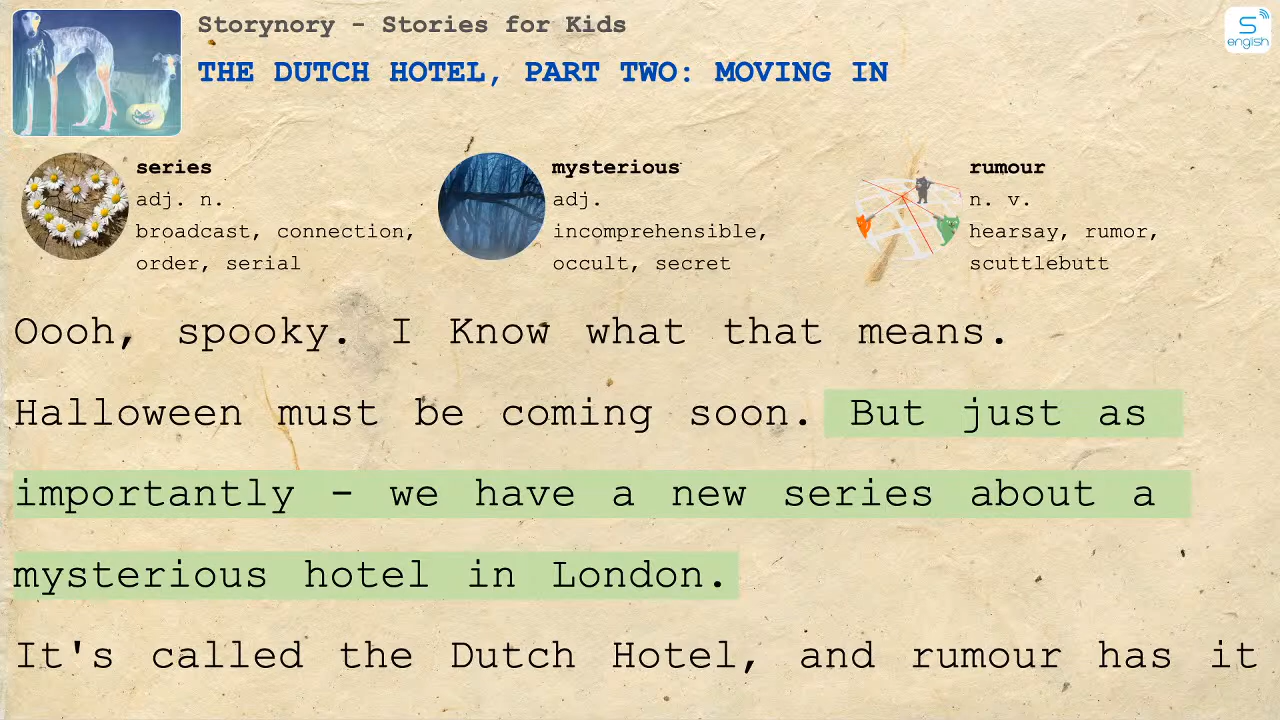 Storynory - Stories for Kids
THE DUTCH HOTEL, PART TWO: MOVING IN
S
english
series
adj. n.
broadcast, connection,
order, serial
mysterious
adj.
incomprehensible,
occult, secret
rumour
n. v.
hearsay, rumor,
scuttlebutt
Oooh, spooky. I Know what that means.
Halloween must be coming soon. But just as
importantly - we have a new series about a
mysterious hotel in London.
It's called the Dutch Hotel, and rumour has it